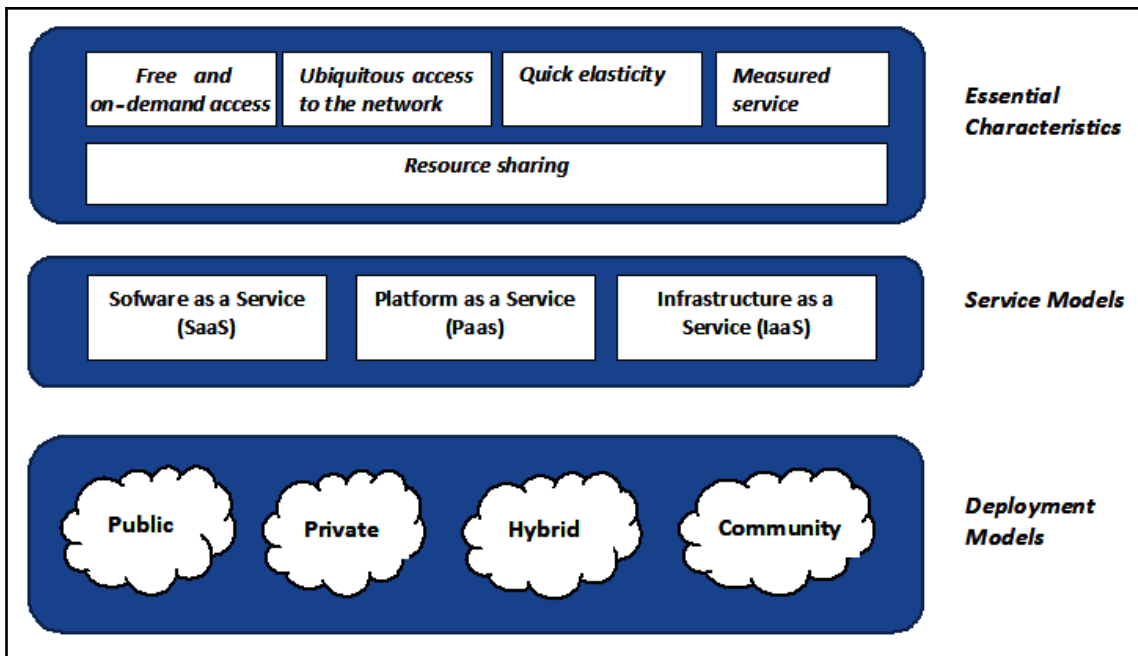 Free and
on-demand access
Ubiquitous access
to the network
Quick elasticity
Measured
service
Resource sharing
Essential
Characteristics
Sofware as a Service
(SaaS)
Platform as a Service
(Paas)
Infrastructure as a
Service (IaaS)
Service Models
Public
Private
Hybrid
Community
Deployment
Models